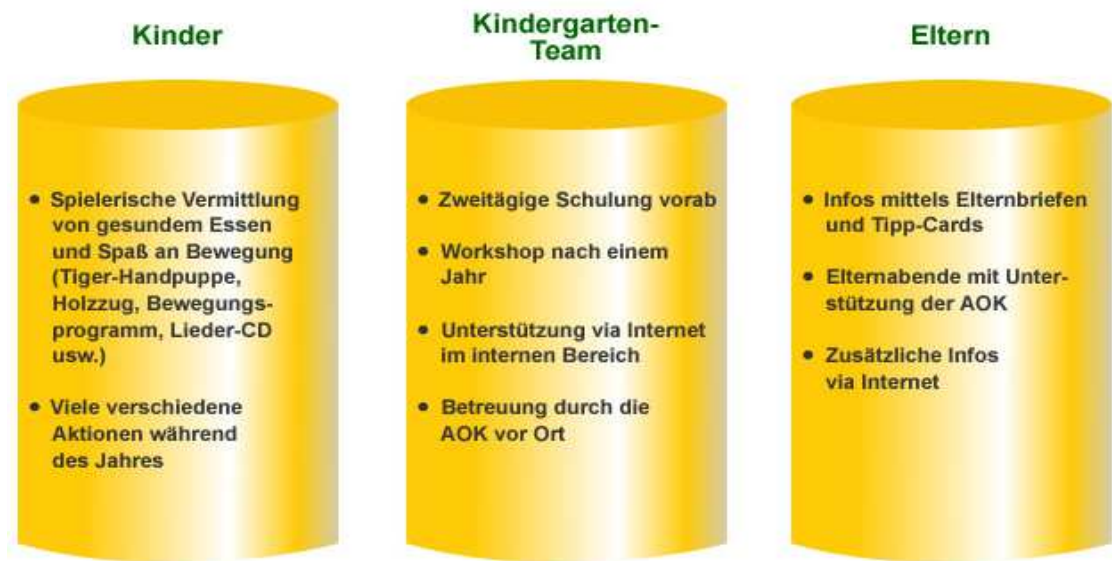 Kinder
• Spielerische Vermittlung
von gesundem Essen
und Spaß an Bewegung
(Tiger-Handpuppe,
Holzzug, Bewegungs-
programm, Lieder-CD
usw.)
• Viele verschiedene
Aktionen während
des Jahres
Kindergarten-
Team
• Zweitägige Schulung vorab
• Workshop nach einem
Jahr
• Unterstützung via Internet
im internen Bereich
• Betreuung durch die
AOK vor Ort
Eltern
• Infos mittels Elternbriefen
und Tipp-Cards
• Elternabende mit Unter-
stützung der AOK
• Zusätzliche Infos
via Internet